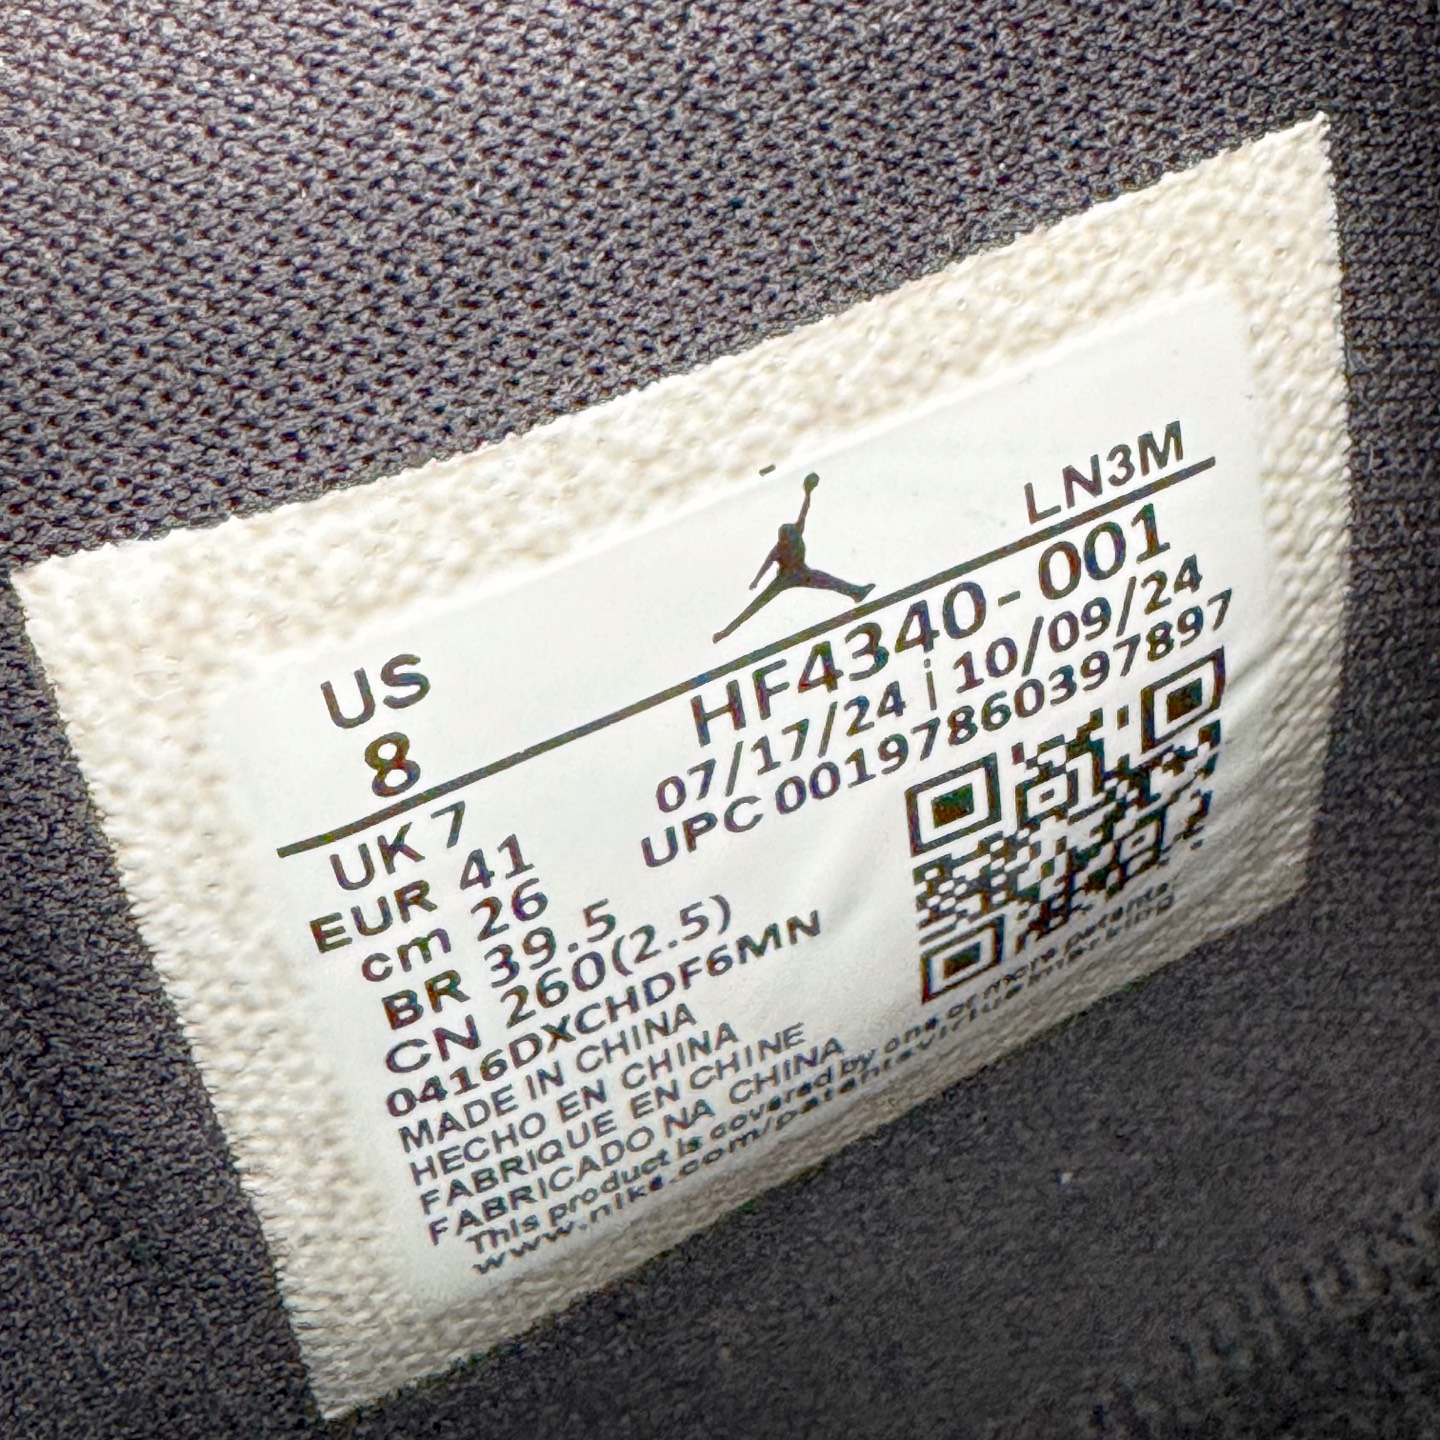 LN3M
US
8
HF4340-001
07/17/24 | 10/09/24
UPC 00197860397897
UK 7
EUR 41
cm 26
BR 39.5
CN 260(2.5)
0416DXCHDF6MN
MADE IN CHINA
HECHO EN CHINA
FABRIQUE EN CHINE
FABRICADO NA CHINA
This product is covered by one or more patents.
www.nike.com/patentsvirtualmarking